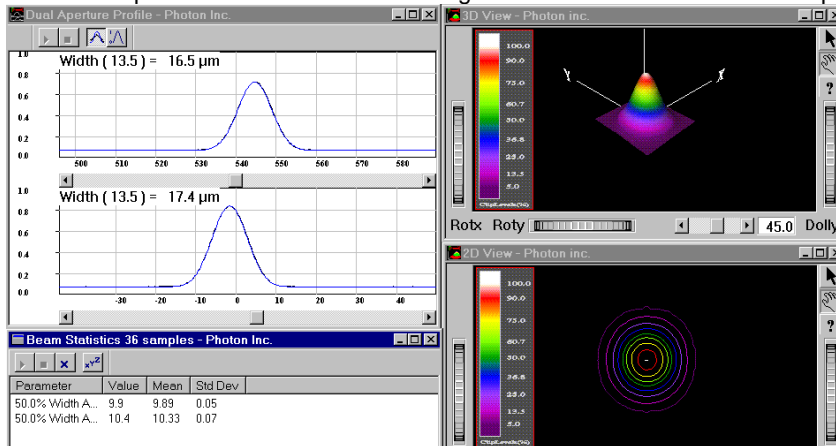 Dual Aperture Profile - Photon Inc.
Width ( 13.5 ) =   16.5 µm
1.0
0.8
0.6
0.4
0.2
0.0
500 510 520 530 540 550 560 570 580
Width ( 13.5 ) =   17.4 µm
1.0
0.8
0.6
0.4
0.2
0.0
-30 -20 -10 0 10 20 30 40
Beam Statistics 36 samples - Photon Inc.
x xY²
Parameter Value Mean Std Dev
50.0% Width A... 9.9 9.89 0.05
50.0% Width A... 10.4 10.33 0.07
3D View - Photon inc.
100.0
90.0
75.0
60.7
50.0
36.8
25.0
13.5
5.0
ClipLevels(%)
Y X
?
Rotx Roty 45.0 Dolly
2D View - Photon inc.
100.0
90.0
75.0
60.7
50.0
36.8
25.0
13.5
5.0
ClipLevels(%)
?